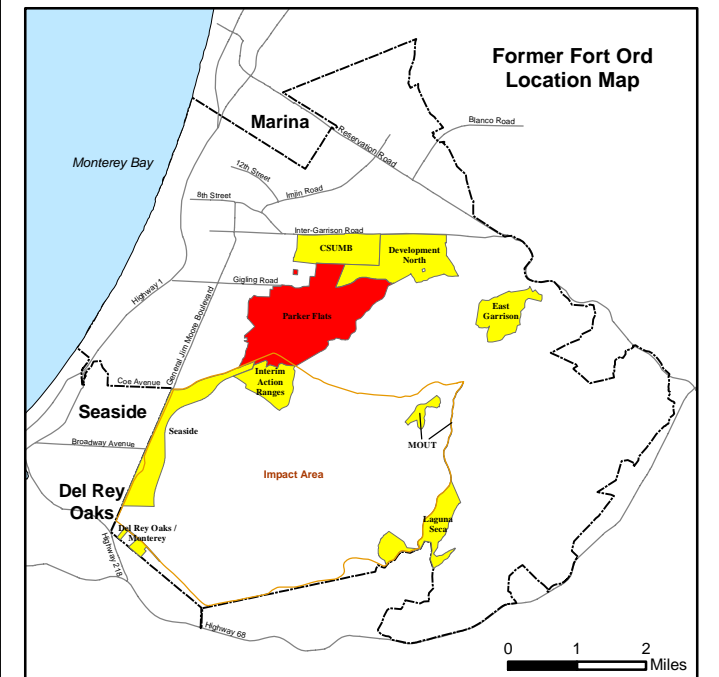 Former Fort Ord
Location Map
Marina
Blanco Road
Reservation Road
Monterey Bay
12th Street
Imjin Road
8th Street
Inter-Garrison Road
CSUMB
Development
North
Gigling Road
Highway 1
General Jim Moore Boulevard
East
Garrison
Parker Flats
Coe Avenue
Interim
Action
Ranges
Seaside
Seaside
Broadway Avenue
MOUT
Impact Area
Del Rey
Oaks
Del Rey Oaks /
Monterey
Laguna
Seca
Highway 218
Highway 68
0 1 2
Miles